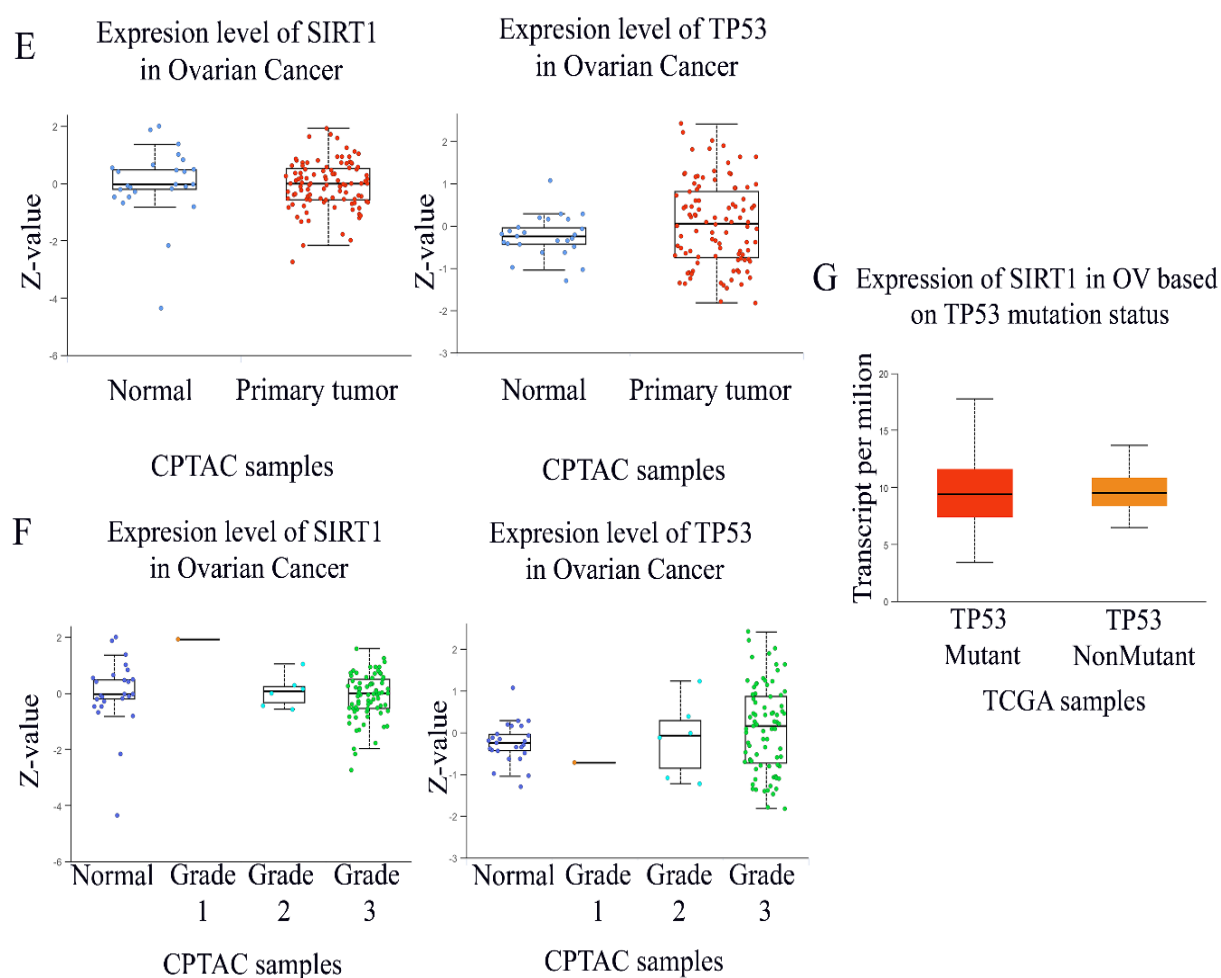 E
Expresion level of SIRT1
in Ovarian Cancer
Z-value
2
0
-2
-4
-6
Normal
Primary tumor
CPTAC samples
Expresion level of TP53
in Ovarian Cancer
Z-value
2
1
0
-1
-2
-3
Normal
Primary tumor
CPTAC samples
F
Expresion level of SIRT1
in Ovarian Cancer
Z-value
2
0
-2
-4
-6
Normal
Grade
1
Grade
2
Grade
3
CPTAC samples
Expresion level of TP53
in Ovarian Cancer
Z-value
2
1
0
-1
-2
-3
Normal
Grade
1
Grade
2
Grade
3
CPTAC samples
G
Expression of SIRT1 in OV based
on TP53 mutation status
Transcript per milion
20
15
10
5
0
TP53
Mutant
TP53
NonMutant
TCGA samples